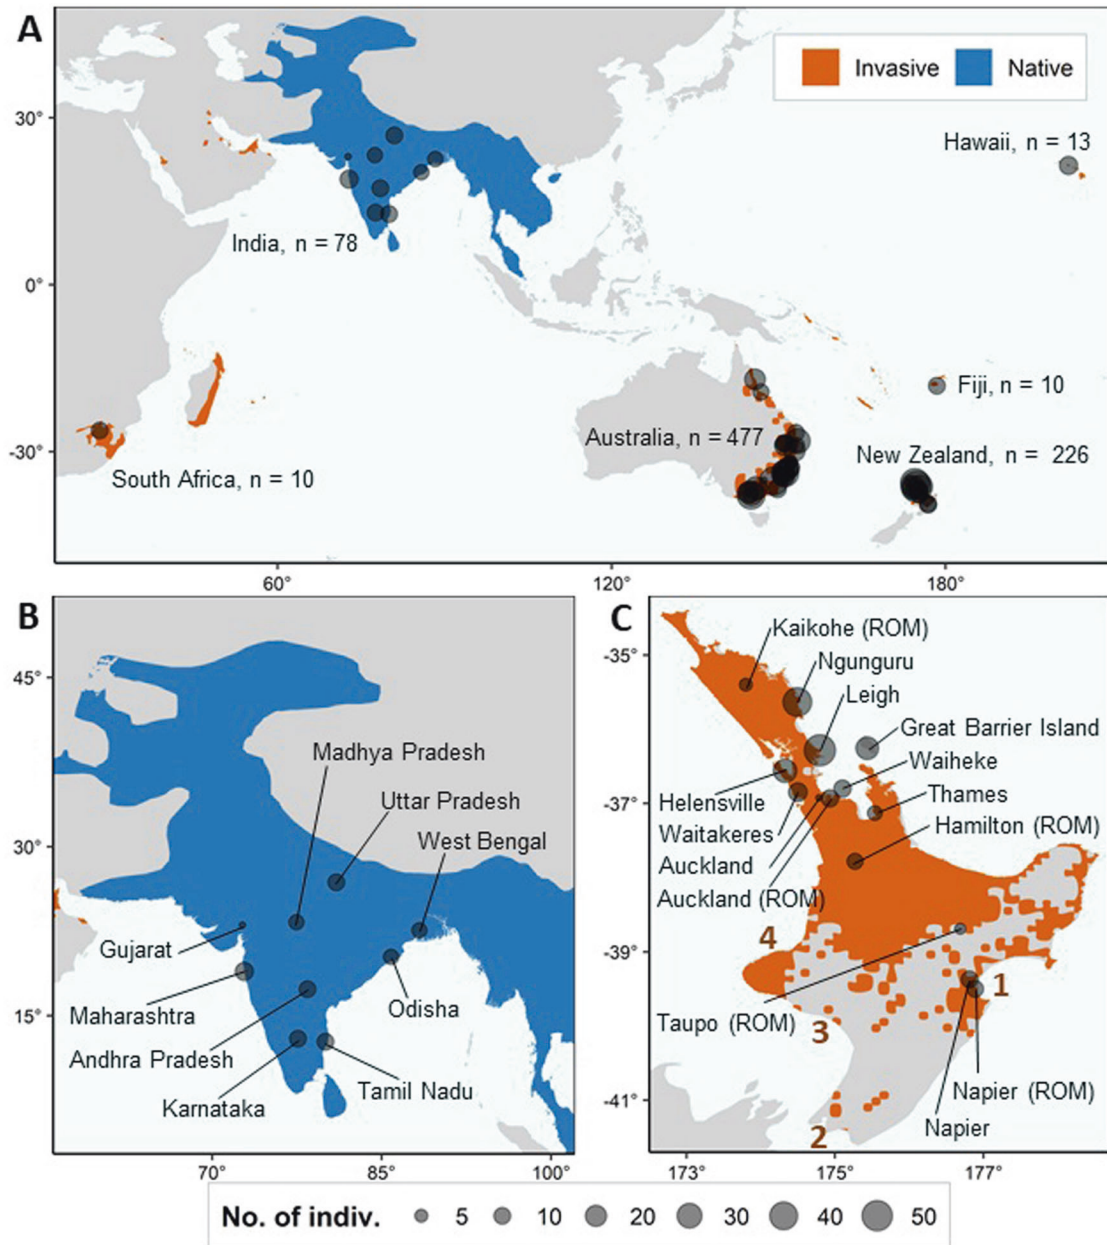 A
Invasive Native
30°
Hawaii, n = 13
India, n = 78
0°
Fiji, n = 10
Australia, n = 477
-30°
New Zealand, n = 226
South Africa, n = 10
60° 120° 180°
B
45°
Madhya Pradesh
Uttar Pradesh
West Bengal
30°
Gujarat
Maharashtra
Odisha
15°
Andhra Pradesh
Karnataka
Tamil Nadu
70° 85° 100°
C
-35°
Kaikohe (ROM)
Ngunguru
Leigh
Great Barrier Island
Waiheke
Helensville
Thames
-37°
Waitakeres
Hamilton (ROM)
Auckland
Auckland (ROM)
4
-39°
1
Taupo (ROM)
3
Napier (ROM)
-41°
Napier
2
173° 175° 177°
No. of indiv. 5 10 20 30 40 50